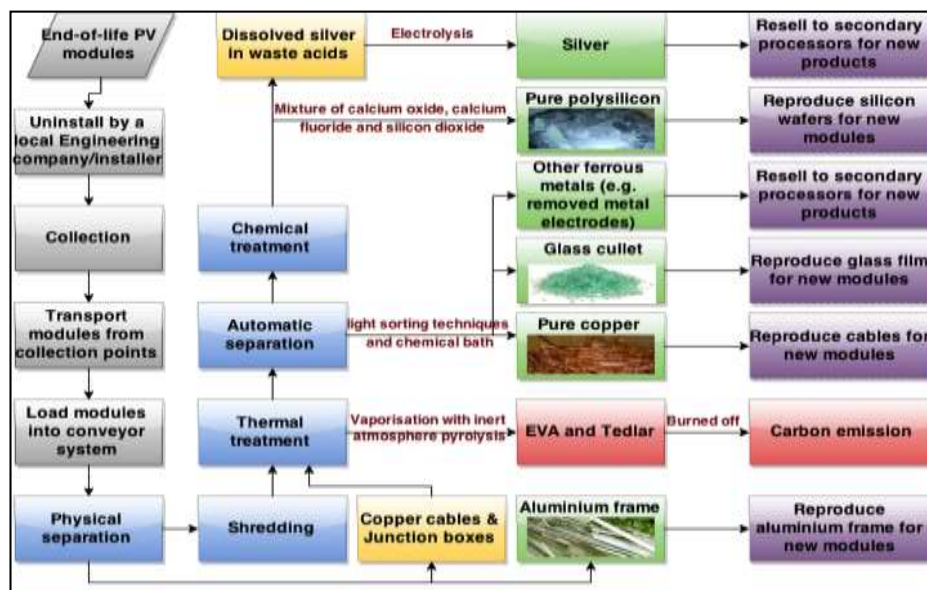 End-of-life PV
modules
Uninstall by a
local Engineering
company/installer
Collection
Transport
modules from
collection points
Load modules
into conveyor
system
Physical
separation
Shredding
Thermal
treatment
Automatic
separation
Chemical
treatment
Dissolved silver
in waste acids
Electrolysis
Silver
Resell to secondary
processors for new
products
Mixture of calcium oxide, calcium
fluoride and silicon dioxide
Pure polysilicon
Reproduce silicon
wafers for new
modules
Other ferrous
metals (e.g.
removed metal
electrodes)
Resell to secondary
processors for new
products
Glass cullet
Reproduce glass film
for new modules
light sorting techniques
and chemical bath
Pure copper
Reproduce cables for
new modules
Vaporisation with inert
atmosphere pyrolysis
EVA and Tedlar
Burned off
Carbon emission
Copper cables &
Junction boxes
Aluminium frame
Reproduce
aluminium frame for
new modules